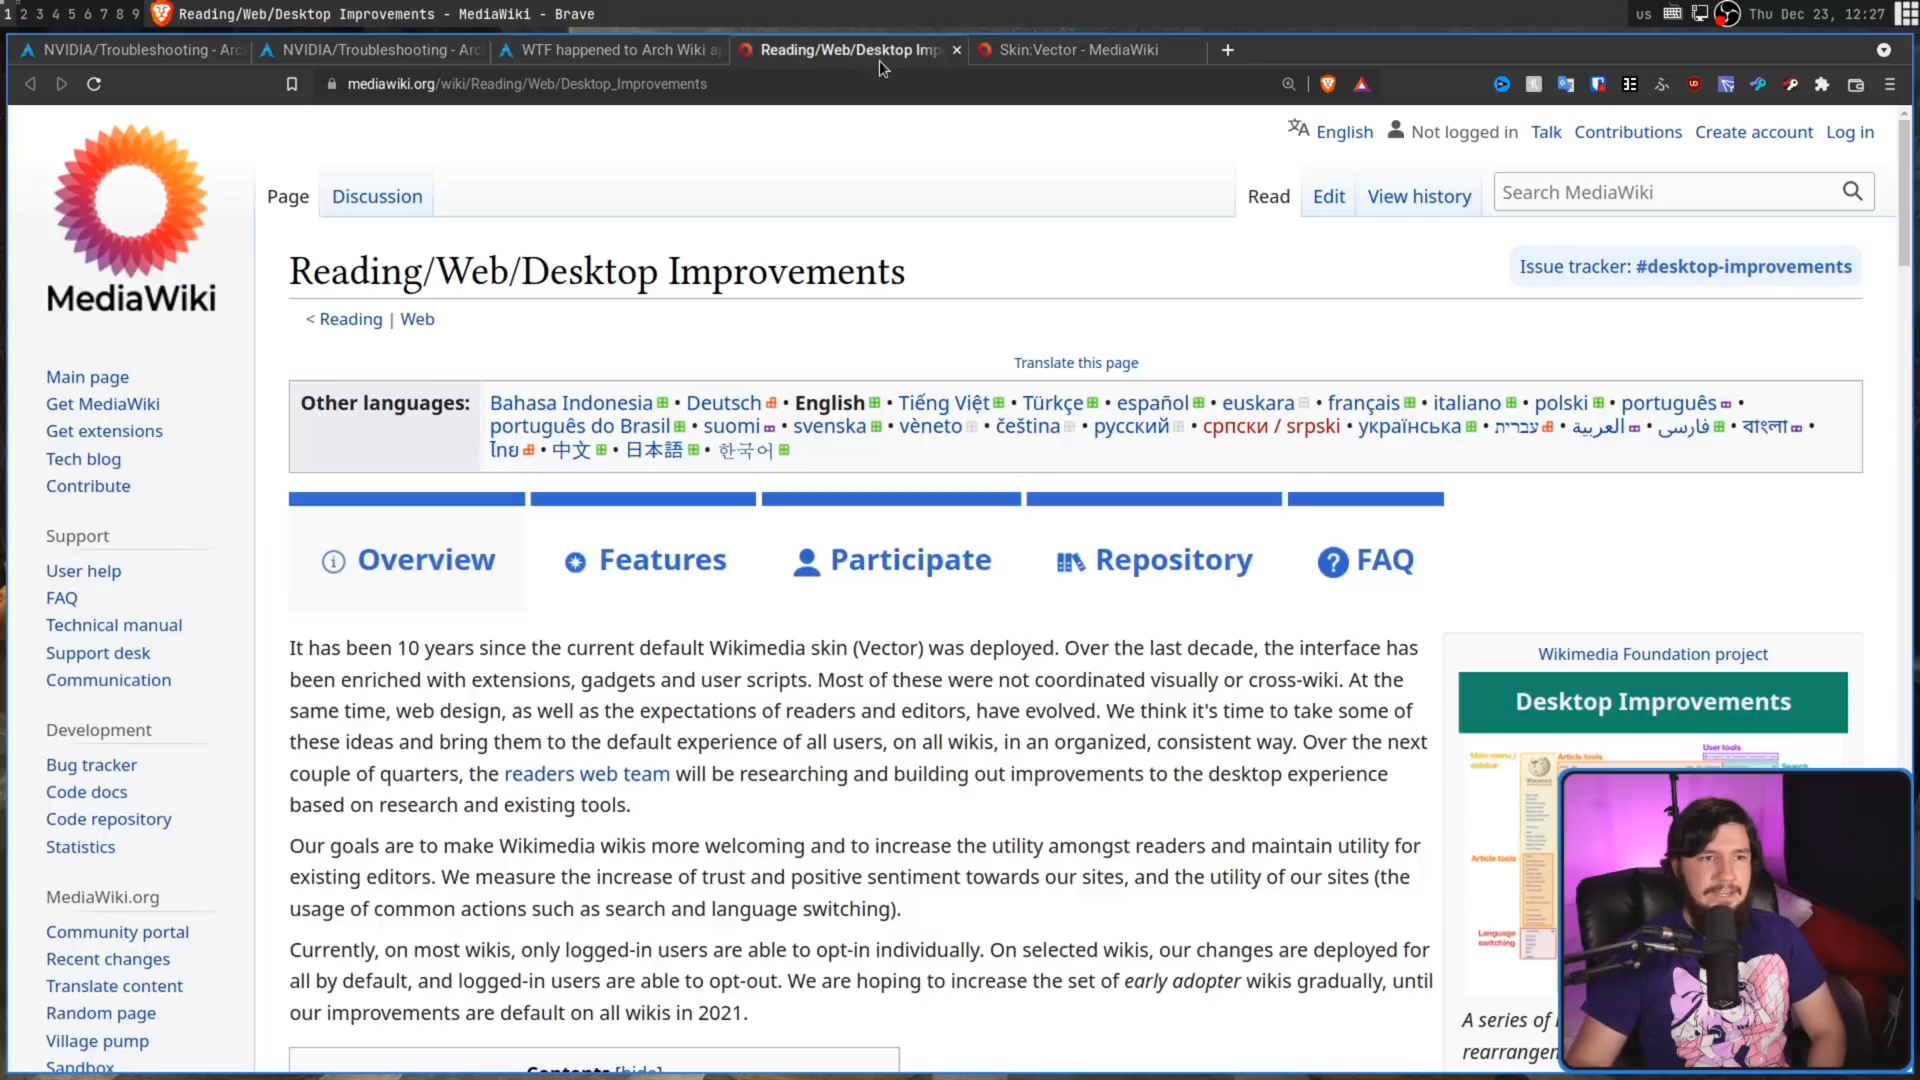 1 2 3 4 5 6 7 8 9 Reading/Web/Desktop Improvements - MediaWiki - Brave us Thu Dec 23, 12:27
NVIDIA/Troubleshooting - Arc NVIDIA/Troubleshooting - Arc WTF happened to Arch Wiki ap Reading/Web/Desktop Imp Skin:Vector - MediaWiki
mediawiki.org/wiki/Reading/Web/Desktop_Improvements
English Not logged in Talk Contributions Create account Log in
Page Discussion Read Edit View history Search MediaWiki
MediaWiki
Reading/Web/Desktop Improvements
Issue tracker: #desktop-improvements
< Reading | Web
Translate this page
Other languages: Bahasa Indonesia • Deutsch • English • Tiếng Việt • Türkçe • español • euskara • français • italiano • polski • português •
português do Brasil • suomi • svenska • vèneto • čeština • русский • српски / srpski • українська • עברית • العربية • فارسی • বাংলা •
ไทย • 中文 • 日本語 • 한국어
Overview Features Participate Repository FAQ
It has been 10 years since the current default Wikimedia skin (Vector) was deployed. Over the last decade, the interface has
been enriched with extensions, gadgets and user scripts. Most of these were not coordinated visually or cross-wiki. At the
same time, web design, as well as the expectations of readers and editors, have evolved. We think it's time to take some of
these ideas and bring them to the default experience of all users, on all wikis, in an organized, consistent way. Over the next
couple of quarters, the readers web team will be researching and building out improvements to the desktop experience
based on research and existing tools.
Our goals are to make Wikimedia wikis more welcoming and to increase the utility amongst readers and maintain utility for
existing editors. We measure the increase of trust and positive sentiment towards our sites, and the utility of our sites (the
usage of common actions such as search and language switching).
Currently, on most wikis, only logged-in users are able to opt-in individually. On selected wikis, our changes are deployed for
all by default, and logged-in users are able to opt-out. We are hoping to increase the set of early adopter wikis gradually, until
our improvements are default on all wikis in 2021.
Contents [hide]
Main page
Get MediaWiki
Get extensions
Tech blog
Contribute
Support
User help
FAQ
Technical manual
Support desk
Communication
Development
Bug tracker
Code docs
Code repository
Statistics
MediaWiki.org
Community portal
Recent changes
Translate content
Random page
Village pump
Sandbox
Wikimedia Foundation project
Desktop Improvements
Main menu /
sidebar
Article tools
User tools
Search
Article tools
Language
switching
A series of
rearrangem